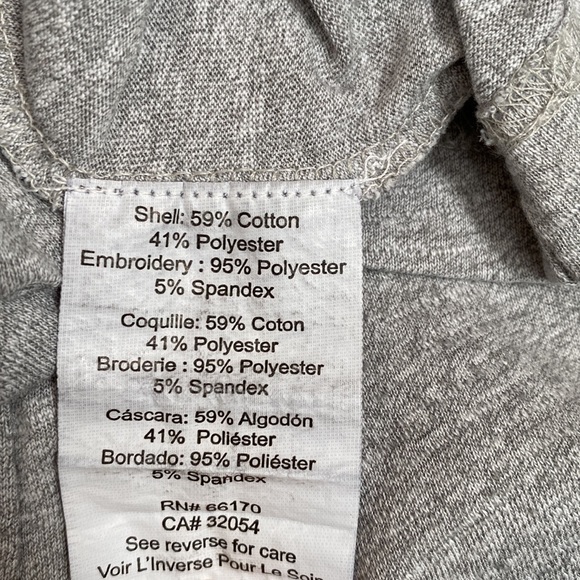 Shell: 59% Cotton
41% Polyester
Embroidery : 95% Polyester
5% Spandex
Coquille: 59% Coton
41% Polyester
Broderie : 95% Polyester
5% Spandex
Cáscara: 59% Algodón
41% Poliéster
Bordado: 95% Poliéster
5% Spandex
RN# 66170
CA# 32054
See reverse for care
Voir L'Inverse Pour Le Soin